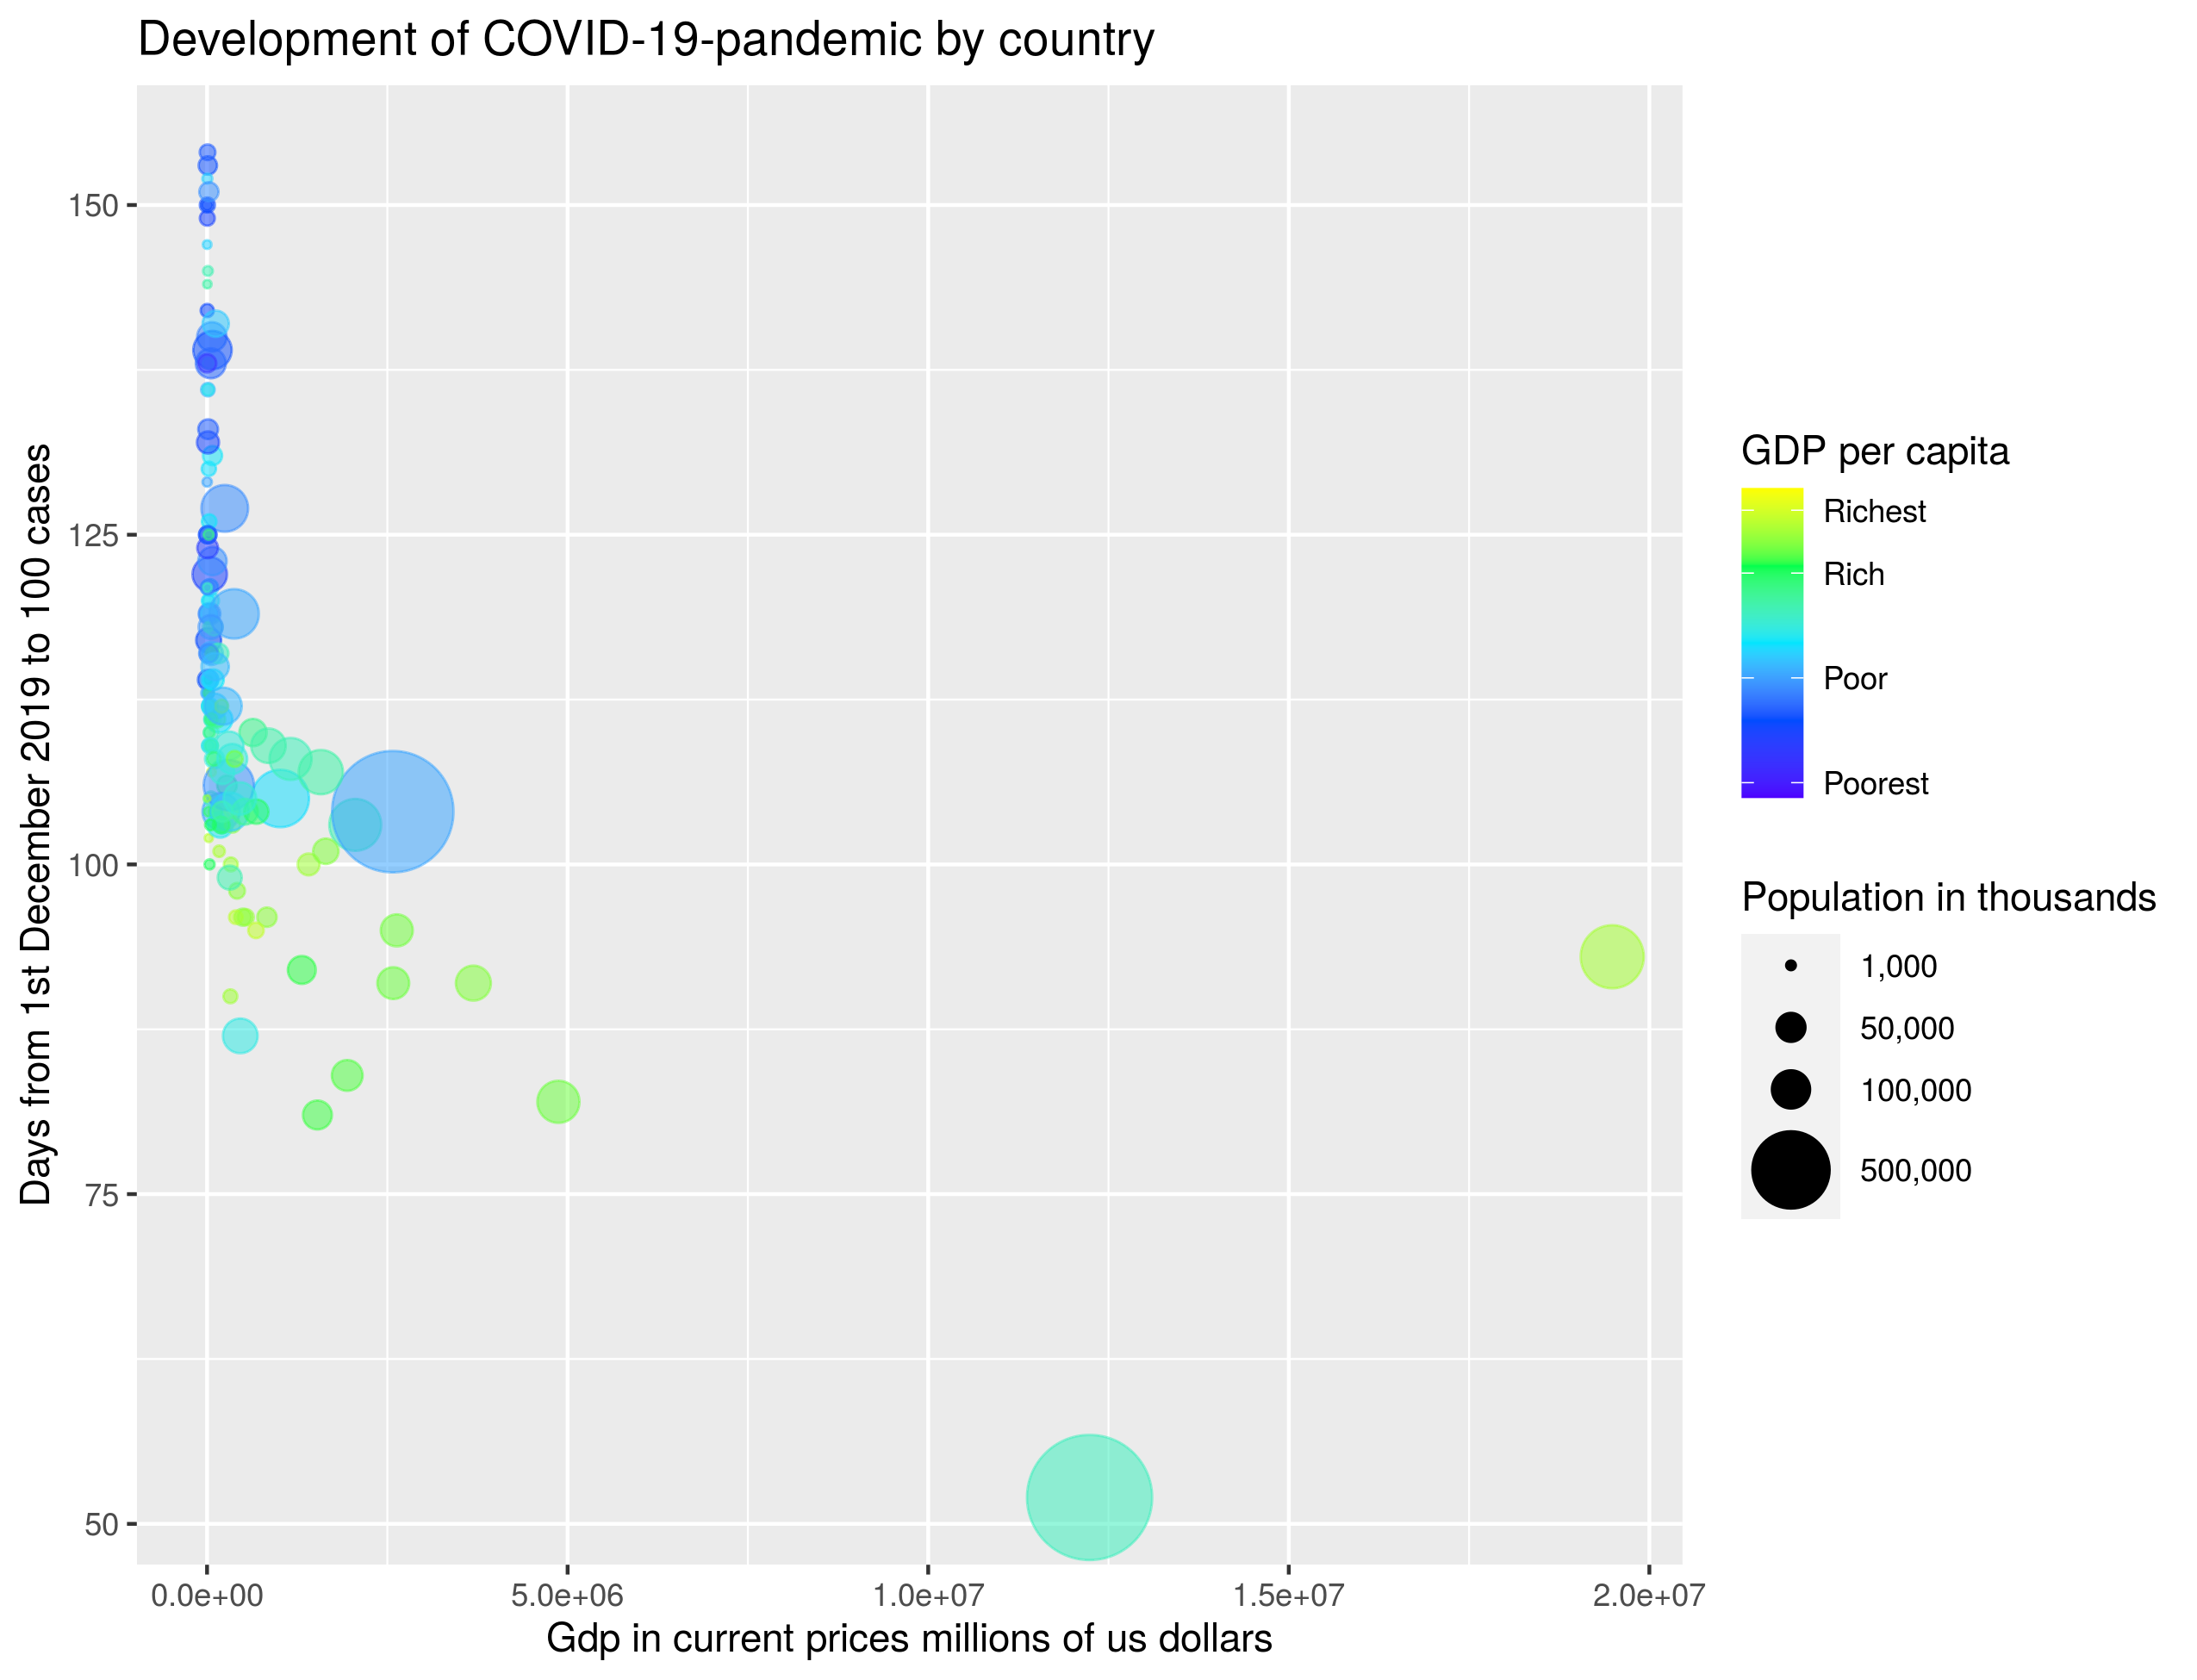 Development of COVID-19-pandemic by country
Days from 1st December 2019 to 100 cases
150
125
100
75
50
0.0e+00
5.0e+06
1.0e+07
1.5e+07
2.0e+07
Gdp in current prices millions of us dollars
GDP per capita
Richest
Rich
Poor
Poorest
Population in thousands
1,000
50,000
100,000
500,000